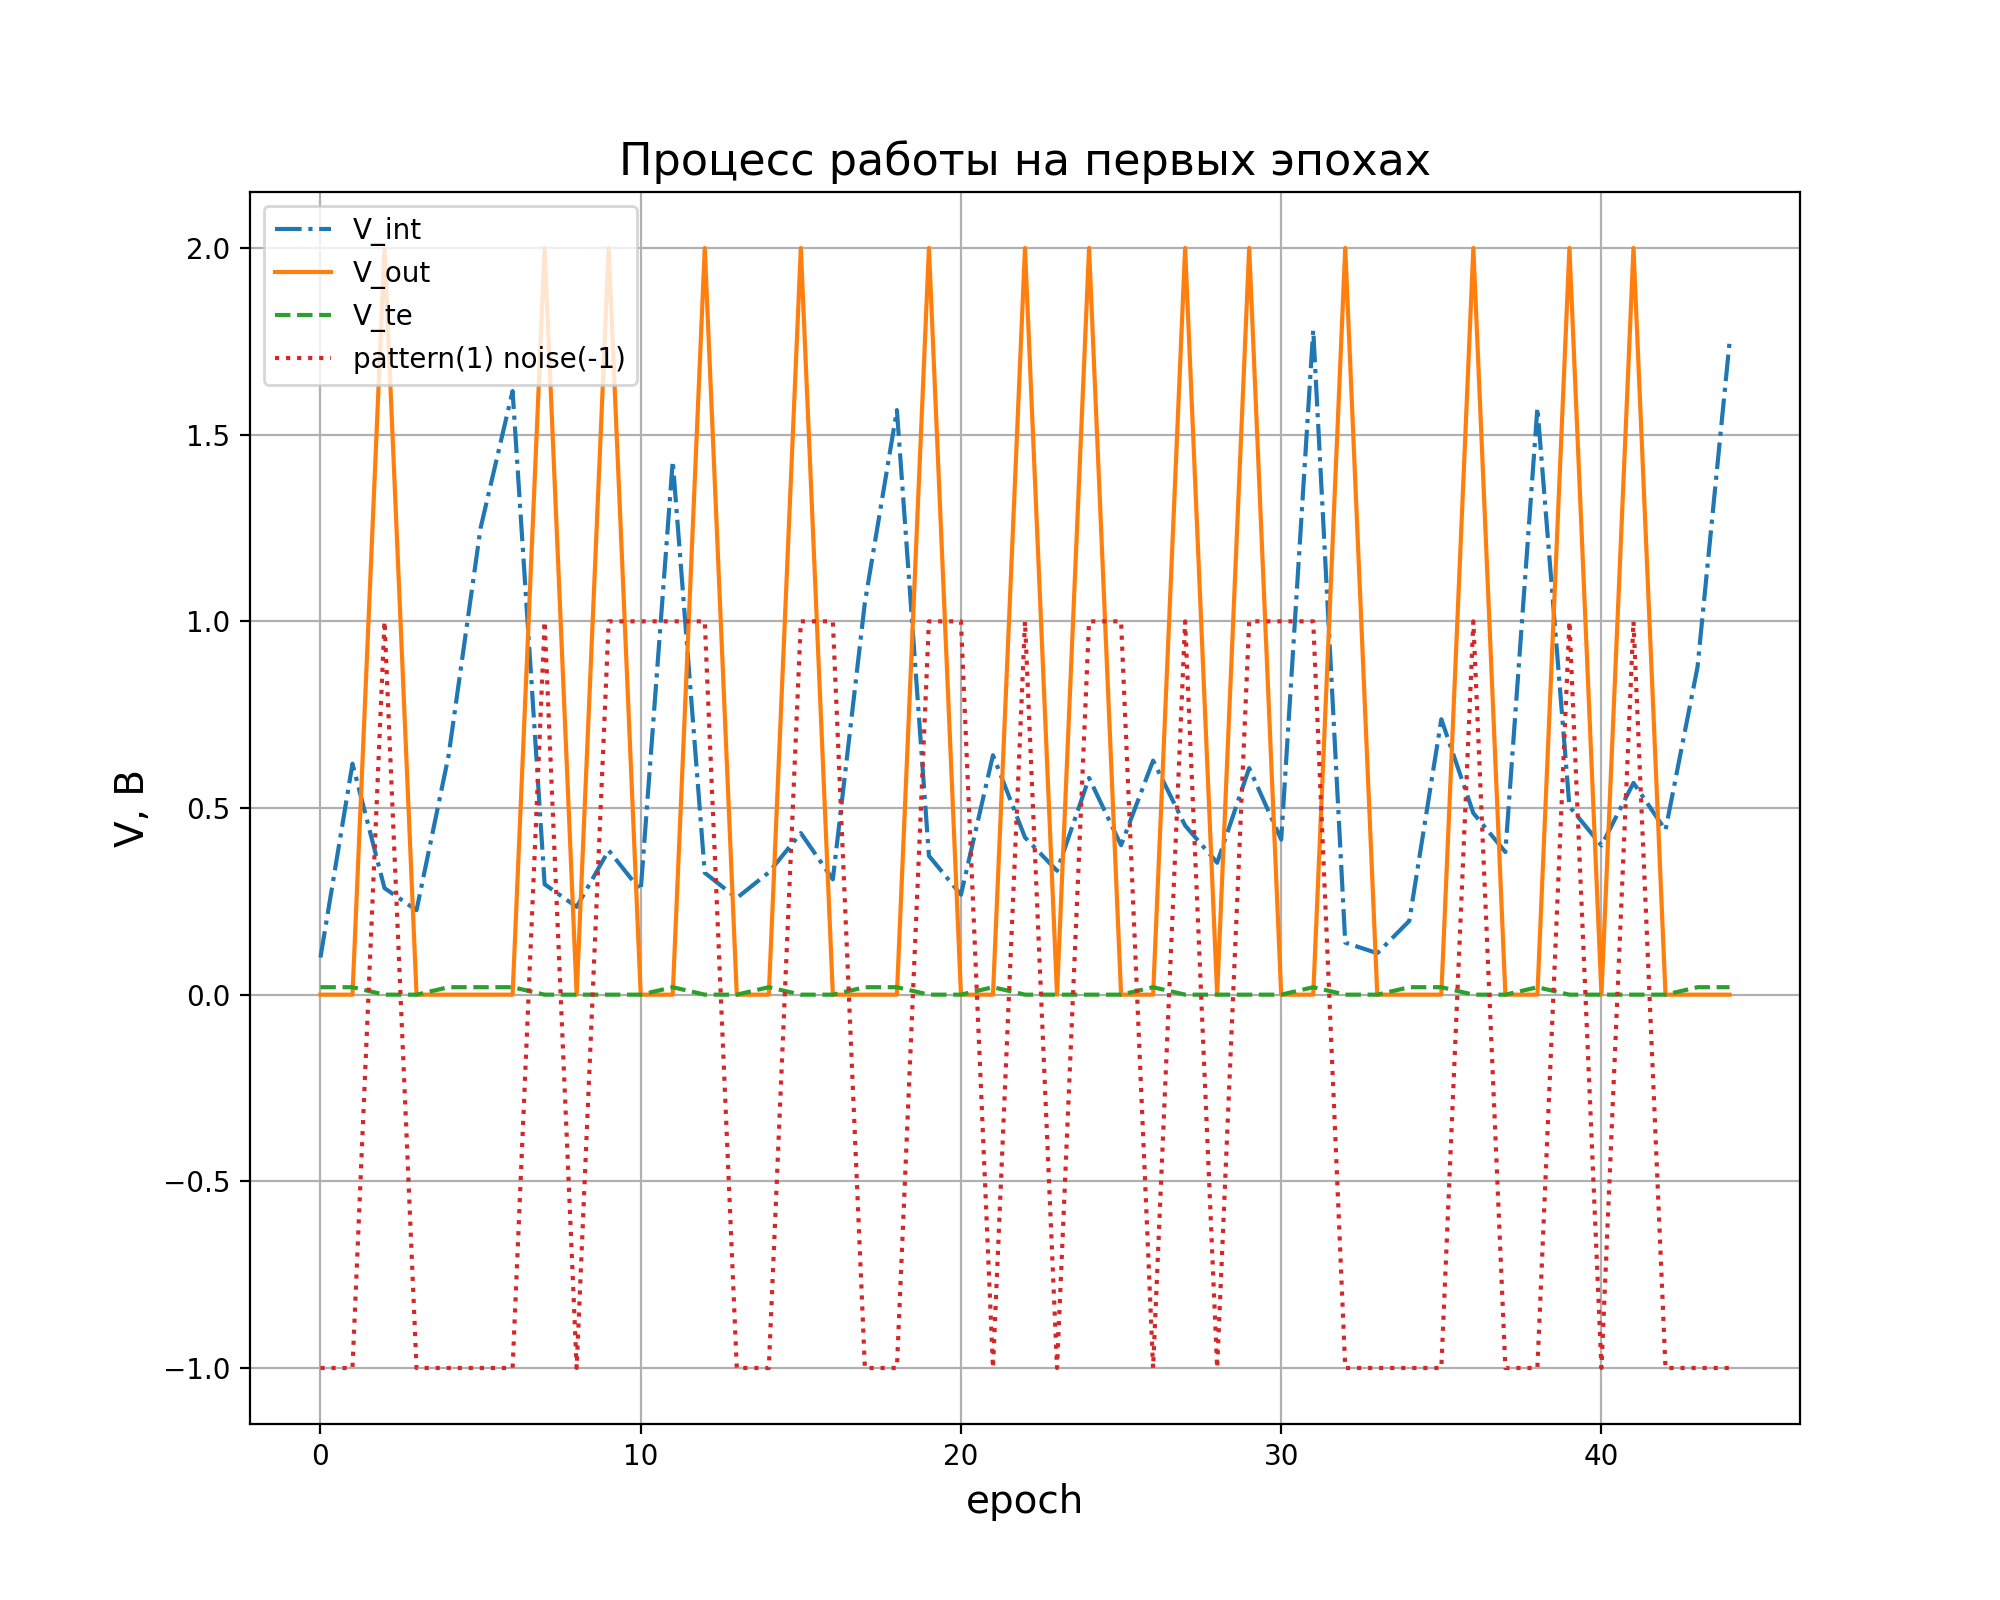 Процесс работы на первых эпохах
V_int
V_out
V_te
pattern(1) noise(-1)
2.0
1.5
1.0
0.5
0.0
−0.5
−1.0
V, В
0 10 20 30 40
epoch